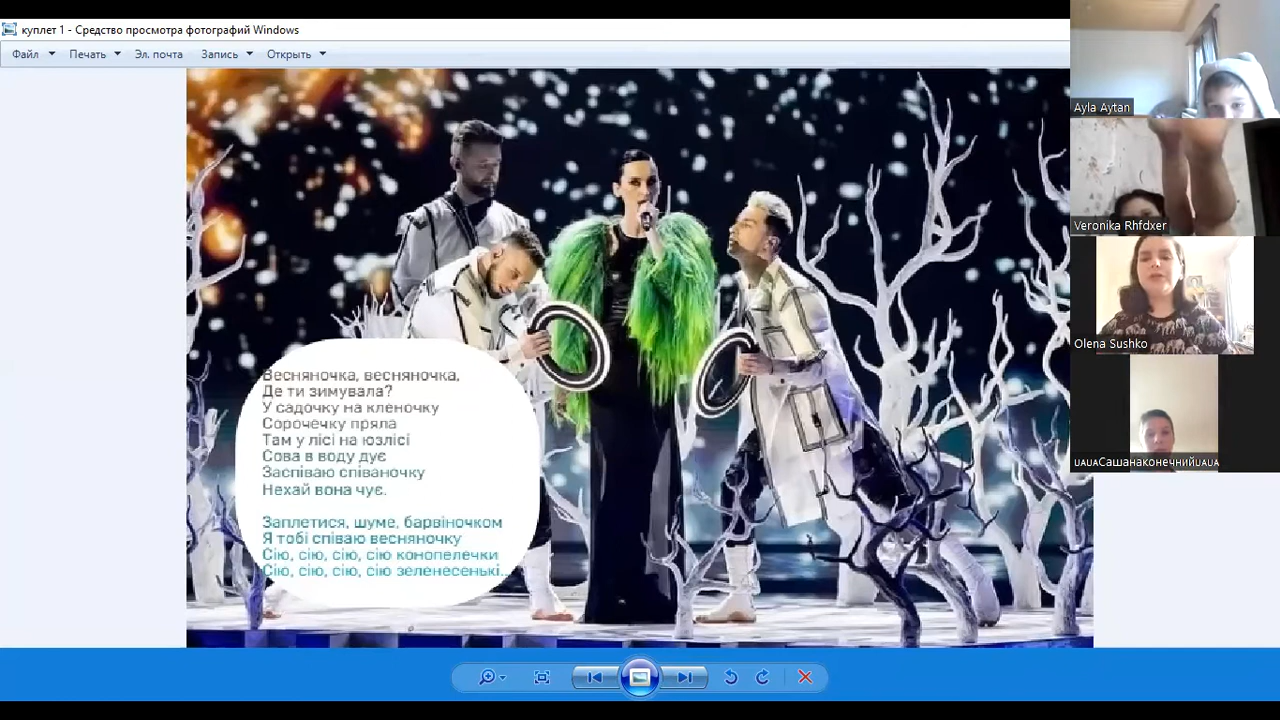 куплет 1 - Средство просмотра фотографий Windows
Файл Печать Эл. почта Запись Открыть
Весняночка, весняночка,
Де ти зимувала?
У садочку на кленочку
Сорочечку пряла
Там у лісі на юзлісі
Сова в воду дує
Заспіваю співаночку
Нехай вона чує.
Заплетися, шуме, барвіночком
Я тобі співаю весняночку
Сію, сію, сію, сію конопелечки
Сію, сію, сію, сію зеленесенькі...
Ayla Aytan
Veronika Rhfdxer
Olena Sushko
UAUAСашанаконечнийUAUA